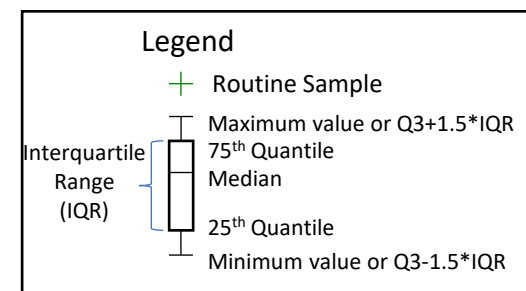 Legend
Routine Sample
Maximum value or Q3+1.5*IQR
75th Quantile
Interquartile
Range
(IQR)
Median
25th Quantile
Minimum value or Q3-1.5*IQR